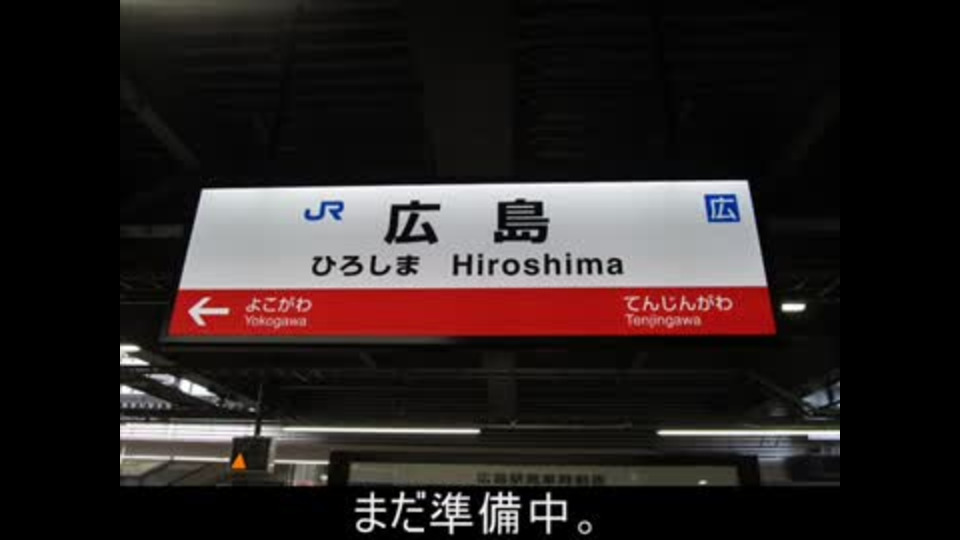 JR 広島 広
ひろしま Hiroshima
よこがわ てんじんがわ
Yokogawa Tenjingawa
まだ準備中。